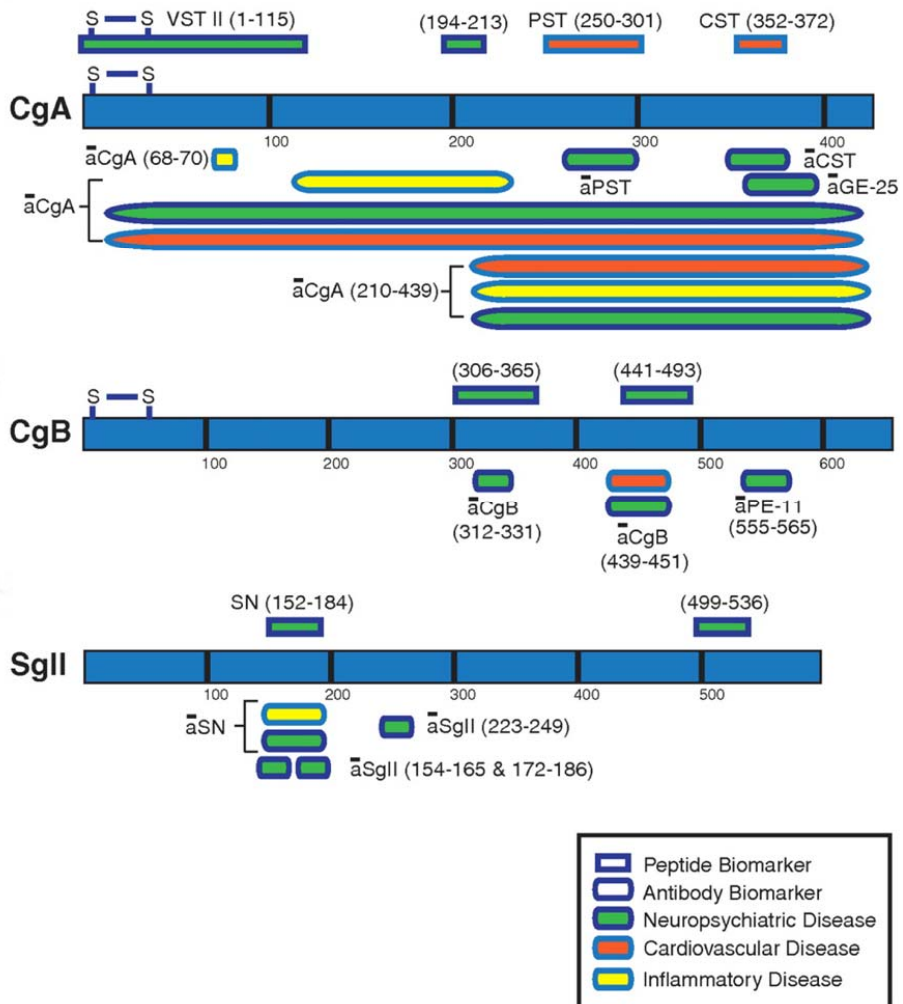 S S VST II (1-115) (194-213) PST (250-301) CST (352-372)
S S
CgA
100 200 300 400
āCgA (68-70) āPST āCST
āGE-25
āCgA
āCgA (210-439)
(306-365) (441-493)
S S
CgB
100 200 300 400 500 600
āCgB āPE-11
(312-331) (555-565)
āCgB
(439-451)
SN (152-184) (499-536)
SgII
100 200 300 400 500
āSN āSgII (223-249)
āSgII (154-165 & 172-186)
Peptide Biomarker
Antibody Biomarker
Neuropsychiatric Disease
Cardiovascular Disease
Inflammatory Disease